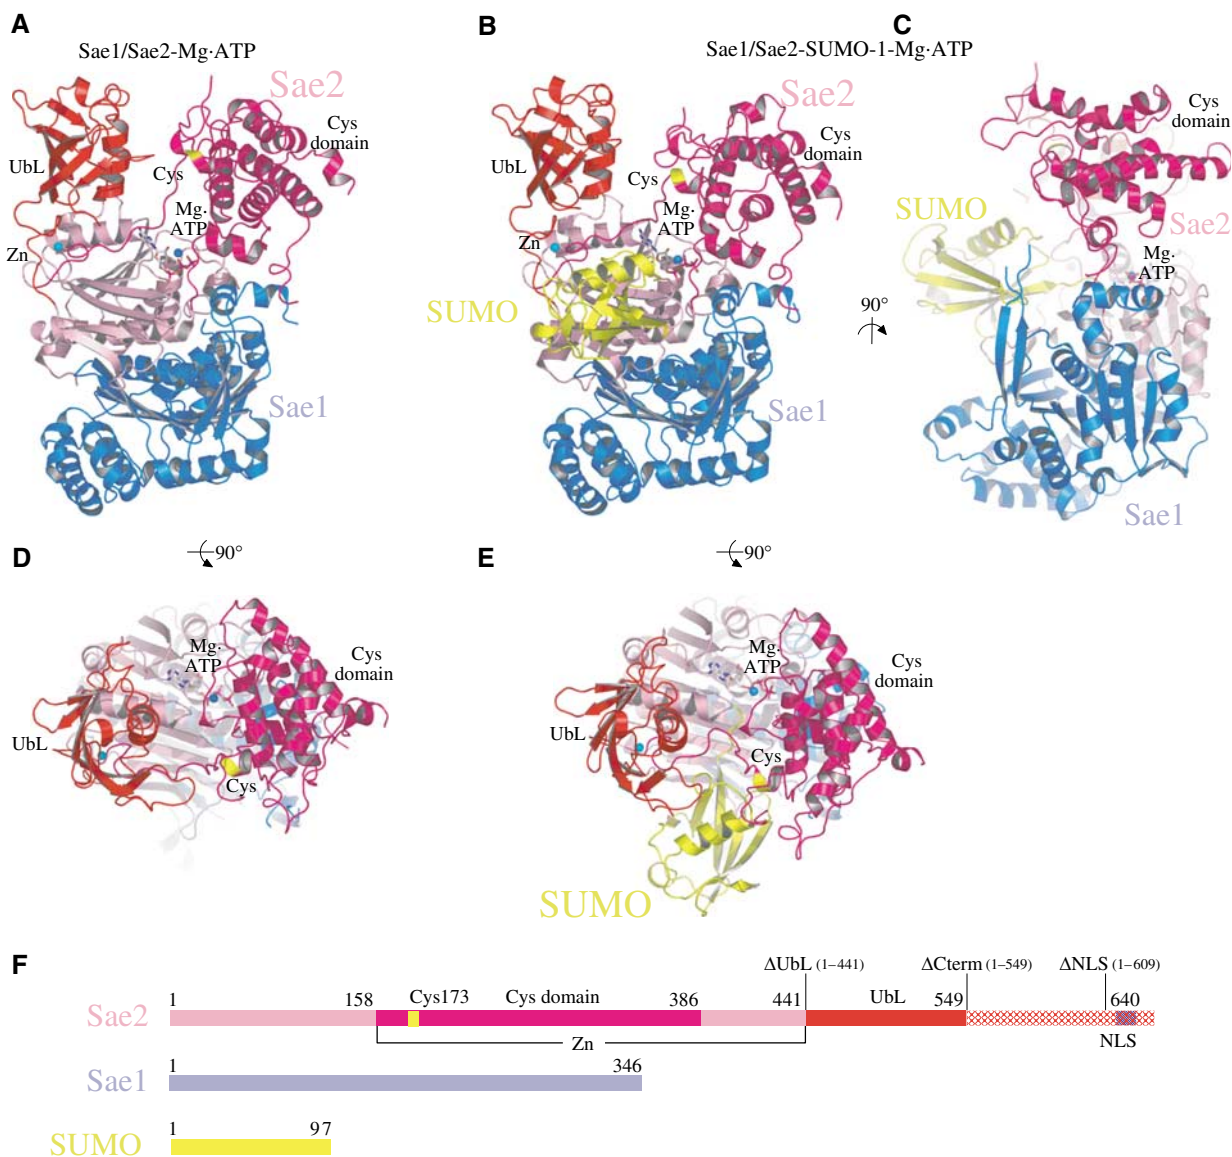 A
Sae1/Sae2-Mg·ATP
Sae2
UbL
Cys
Cys
domain
Mg·
ATP
Zn
Sae1
B
Sae1/Sae2-SUMO-1-Mg·ATP
Sae2
UbL
Cys
Cys
domain
Mg·
ATP
Zn
SUMO
Sae1
90°
C
Cys
domain
SUMO
Sae2
Mg·
ATP
Sae1
D
90°
Mg·
ATP
Cys
domain
UbL
Cys
E
90°
Mg·
ATP
Cys
domain
UbL
Cys
SUMO
F
ΔUbL (1–441)
ΔCterm (1–549)
ΔNLS (1–609)
1
158
Cys173
Cys domain
386
441
UbL
549
640
Sae2
Zn
NLS
1
346
Sae1
1
97
SUMO